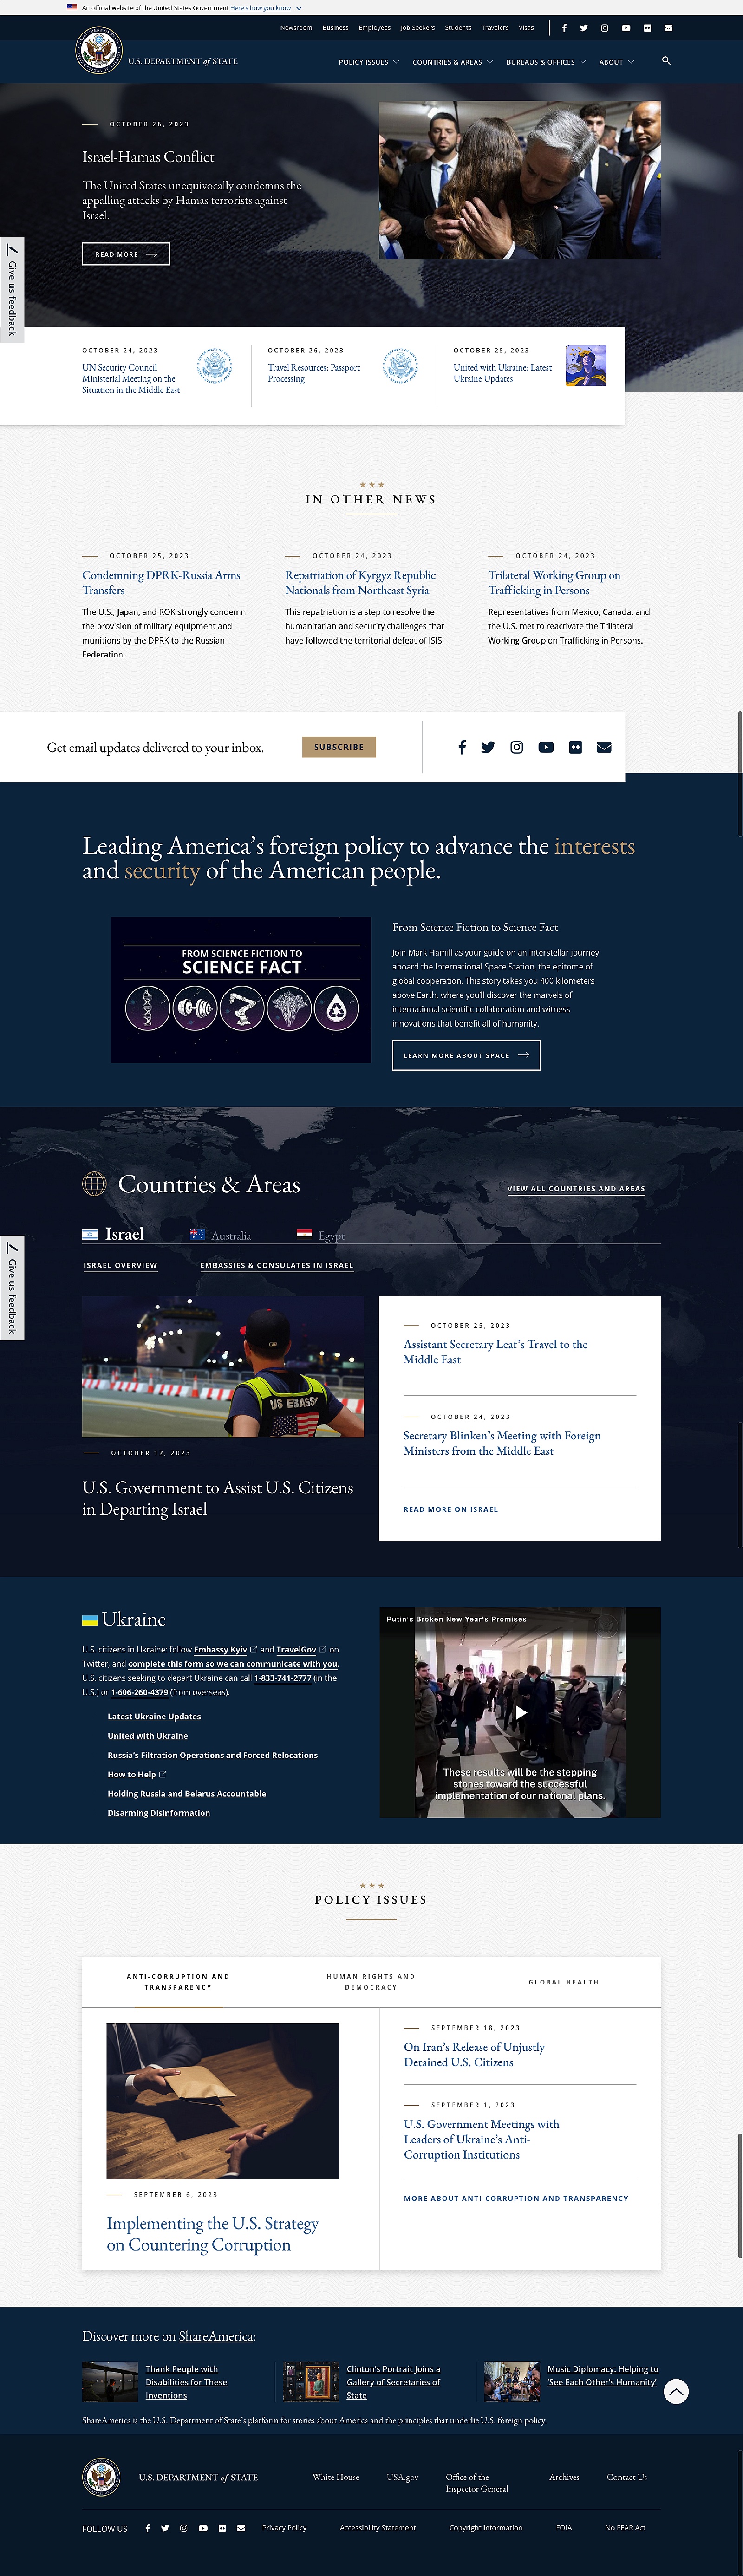 An official website of the United States Government Here's how you know
Newsroom Business Employees Job Seekers Students Travelers Visas
U.S. DEPARTMENT of STATE
POLICY ISSUES COUNTRIES & AREAS BUREAUS & OFFICES ABOUT
OCTOBER 26, 2023
Israel-Hamas Conflict
The United States unequivocally condemns the
appalling attacks by Hamas terrorists against
Israel.
READ MORE
Give us feedback
OCTOBER 24, 2023
UN Security Council
Ministerial Meeting on the
Situation in the Middle East
OCTOBER 26, 2023
Travel Resources: Passport
Processing
OCTOBER 25, 2023
United with Ukraine: Latest
Ukraine Updates
IN OTHER NEWS
OCTOBER 25, 2023
Condemning DPRK-Russia Arms
Transfers
The U.S., Japan, and ROK strongly condemn
the provision of military equipment and
munitions by the DPRK to the Russian
Federation.
OCTOBER 24, 2023
Repatriation of Kyrgyz Republic
Nationals from Northeast Syria
This repatriation is a step to resolve the
humanitarian and security challenges that
have followed the territorial defeat of ISIS.
OCTOBER 24, 2023
Trilateral Working Group on
Trafficking in Persons
Representatives from Mexico, Canada, and
the U.S. met to reactivate the Trilateral
Working Group on Trafficking in Persons.
Get email updates delivered to your inbox.
SUBSCRIBE
Leading America's foreign policy to advance the interests
and security of the American people.
FROM SCIENCE FICTION TO
SCIENCE FACT
From Science Fiction to Science Fact
Join Mark Hamill as your guide on an interstellar journey
aboard the International Space Station, the epitome of
global cooperation. This story takes you 400 kilometers
above Earth, where you'll discover the marvels of
international scientific collaboration and witness
innovations that benefit all of humanity.
LEARN MORE ABOUT SPACE
Countries & Areas
VIEW ALL COUNTRIES AND AREAS
Israel Australia Egypt
Give us feedback
ISRAEL OVERVIEW EMBASSIES & CONSULATES IN ISRAEL
US EBASSY
OCTOBER 12, 2023
U.S. Government to Assist U.S. Citizens
in Departing Israel
OCTOBER 25, 2023
Assistant Secretary Leaf's Travel to the
Middle East
OCTOBER 24, 2023
Secretary Blinken's Meeting with Foreign
Ministers from the Middle East
READ MORE ON ISRAEL
Ukraine
U.S. citizens in Ukraine: follow Embassy Kyiv and TravelGov on
Twitter, and complete this form so we can communicate with you.
U.S. citizens seeking to depart Ukraine can call 1-833-741-2777 (in the
U.S.) or 1-606-260-4379 (from overseas).
Latest Ukraine Updates
United with Ukraine
Russia's Filtration Operations and Forced Relocations
How to Help
Holding Russia and Belarus Accountable
Disarming Disinformation
Putin's Broken New Year's Promises
These results will be the stepping
stones toward the successful
implementation of our national plans.
POLICY ISSUES
ANTI-CORRUPTION AND
TRANSPARENCY
HUMAN RIGHTS AND
DEMOCRACY
GLOBAL HEALTH
SEPTEMBER 6, 2023
Implementing the U.S. Strategy
on Countering Corruption
SEPTEMBER 18, 2023
On Iran's Release of Unjustly
Detained U.S. Citizens
SEPTEMBER 1, 2023
U.S. Government Meetings with
Leaders of Ukraine's Anti-
Corruption Institutions
MORE ABOUT ANTI-CORRUPTION AND TRANSPARENCY
Discover more on ShareAmerica:
Thank People with
Disabilities for These
Inventions
Clinton's Portrait Joins a
Gallery of Secretaries of
State
Music Diplomacy: Helping to
'See Each Other's Humanity'
ShareAmerica is the U.S. Department of State's platform for stories about America and the principles that underlie U.S. foreign policy.
U.S. DEPARTMENT of STATE
White House USA.gov
Office of the
Inspector General
Archives Contact Us
FOLLOW US
Privacy Policy Accessibility Statement Copyright Information FOIA No FEAR Act